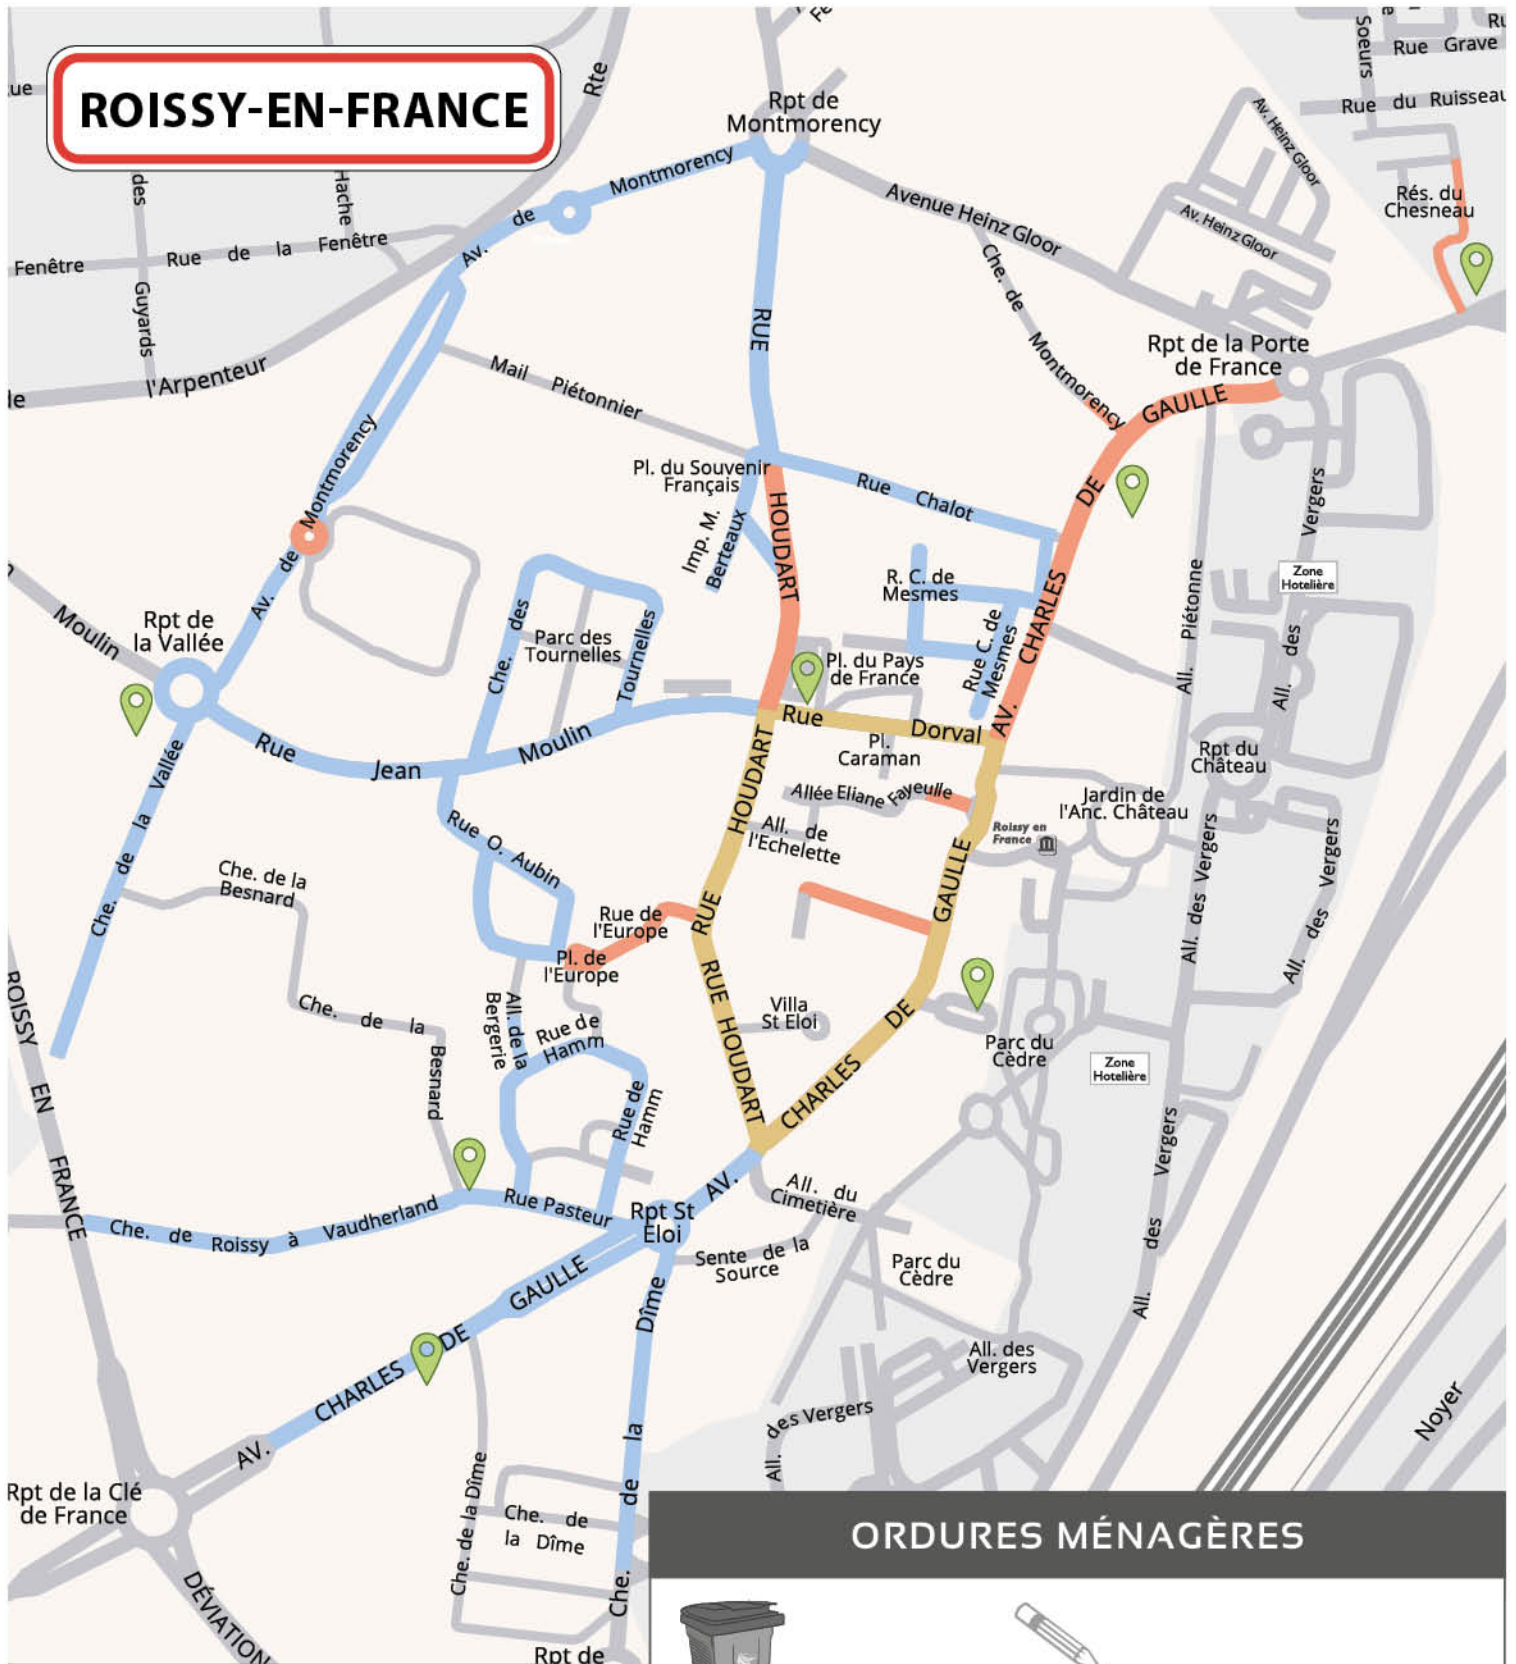 ROISSY-EN-FRANCE
Rte
Rpt de
Montmorency
Soeurs
Rue Grave
Rue du Ruisseau
Av. Heinz Gloor
Rés. du
Chesneau
Av. Heinz Gloor
Avenue Heinz Gloor
Av. de Montmorency
des
Guyards
Hache
Fenêtre
Rue de la Fenêtre
l'Arpenteur
Che. de Montmorency
Rpt de la Porte
de France
RUE
HOUDART
Mail Piétonnier
Pl. du Souvenir
Français
Imp. M.
Berteaux
Rue Chalot
AV. CHARLES DE GAULLE
Av. de Montmorency
Moulin
Rpt de
la Vallée
Che. des
Tournelles
Parc des
Tournelles
R. C. de
Mesmes
Rue C. de
Mesmes
All. Piétonne
All. des Vergers
Zone
Hotelière
Pl. du Pays
de France
Rue Dorval
Pl.
Caraman
Rue Jean Moulin
Allée Eliane Fayeulle
All. de
l'Echelette
Rpt du
Château
Jardin de
l'Anc. Château
Roissy en
France
Che. de la Vallée
Rue O. Aubin
RUE HOUDART
Che. de la
Besnard
Rue de
l'Europe
Pl. de
l'Europe
All. des Vergers
All. des Vergers
AV. CHARLES DE GAULLE
RUE HOUDART
Che. de la Besnard
All. de la
Bergerie
Rue de
Hamm
Rue de
Hamm
Villa
St Eloi
Parc du
Cèdre
Zone
Hotelière
ROISSY EN FRANCE
Che. de Roissy à Vaudherland
Rue Pasteur
Rpt St
Eloi
All. du
Cimetière
Sente de la
Source
Parc du
Cèdre
All. des Vergers
AV. CHARLES DE GAULLE
Che. de la Dîme
All. des
Vergers
All. des Vergers
Noyer
Rpt de la Clé
de France
Che. de la Dîme
Che. de
la Dîme
DÉVIATION
Rpt de
ORDURES MÉNAGÈRES